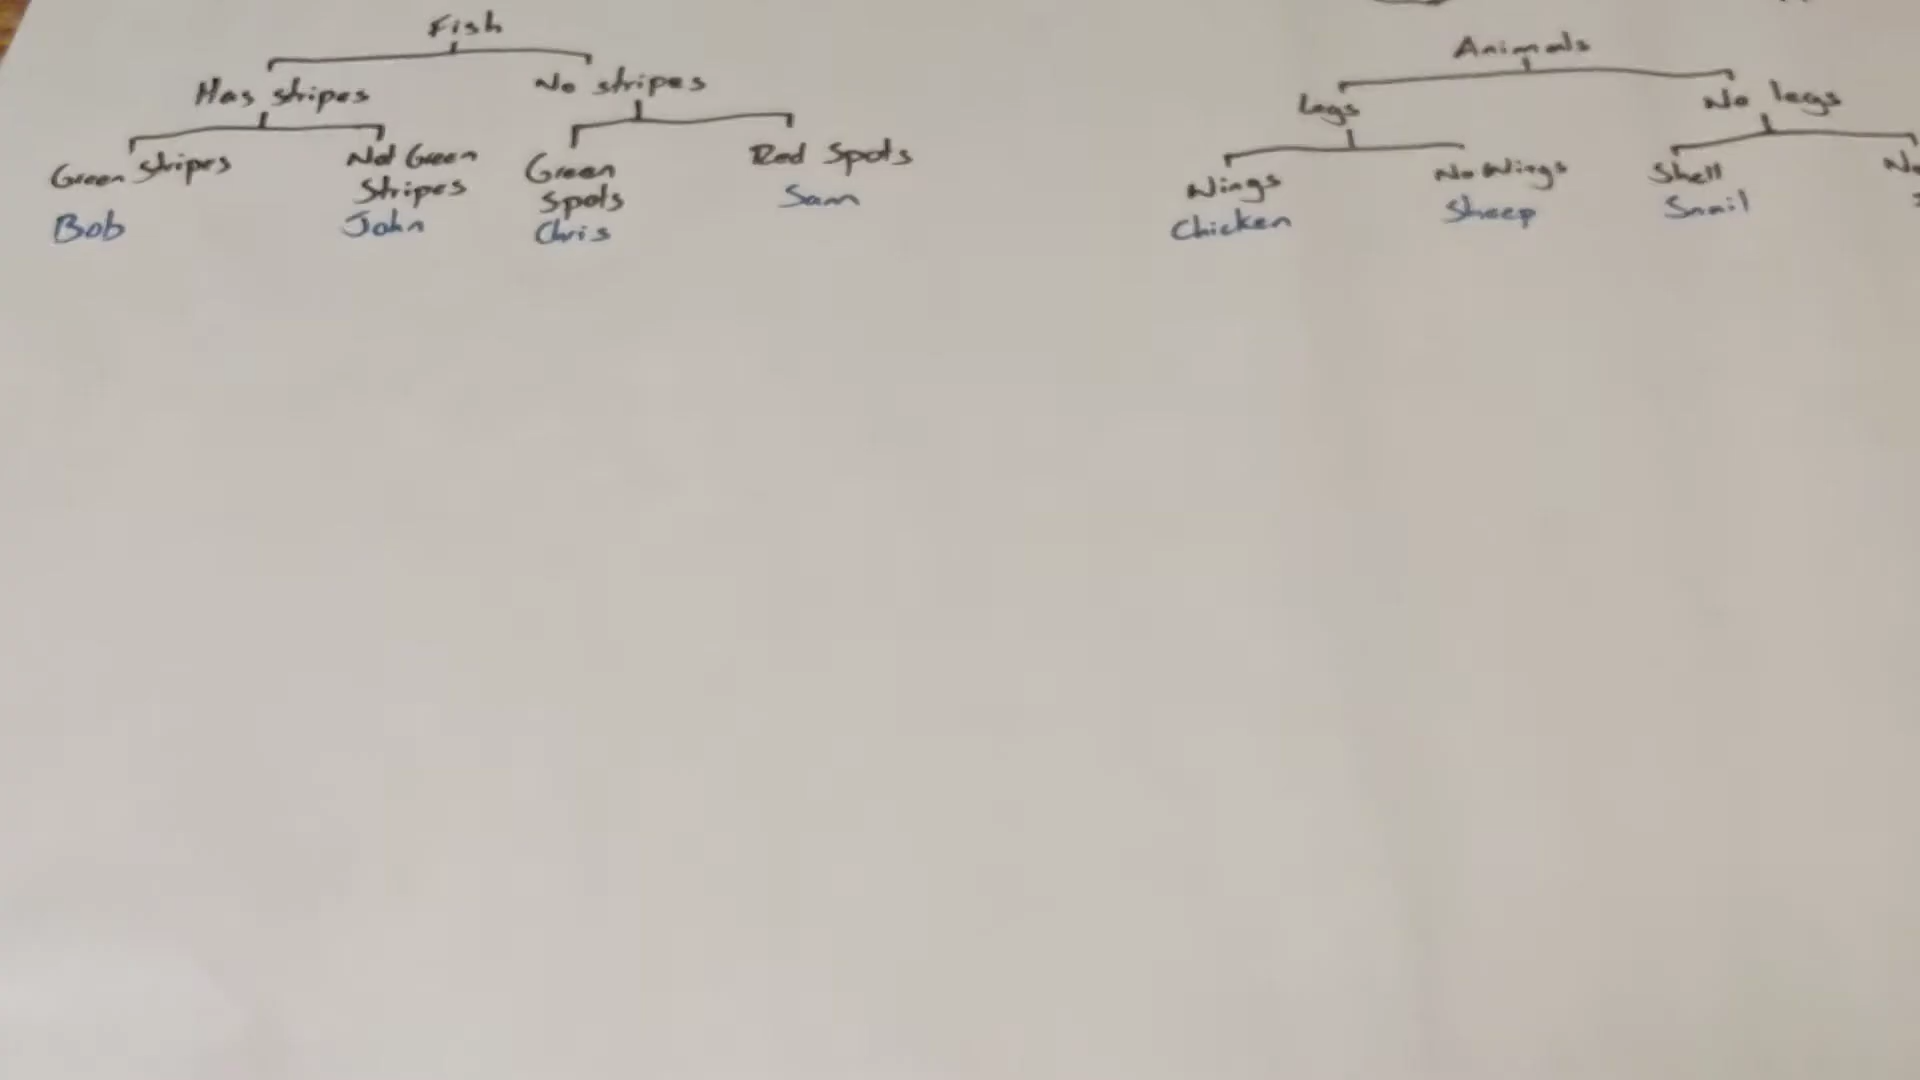 Fish
Has stripes
No stripes
Green stripes
Not Green
Stripes
Green
Spots
Red Spots
Bob
John
Chris
Sam
Animals
Legs
No legs
Wings
No Wings
Shell
No
Chicken
Sheep
Snail